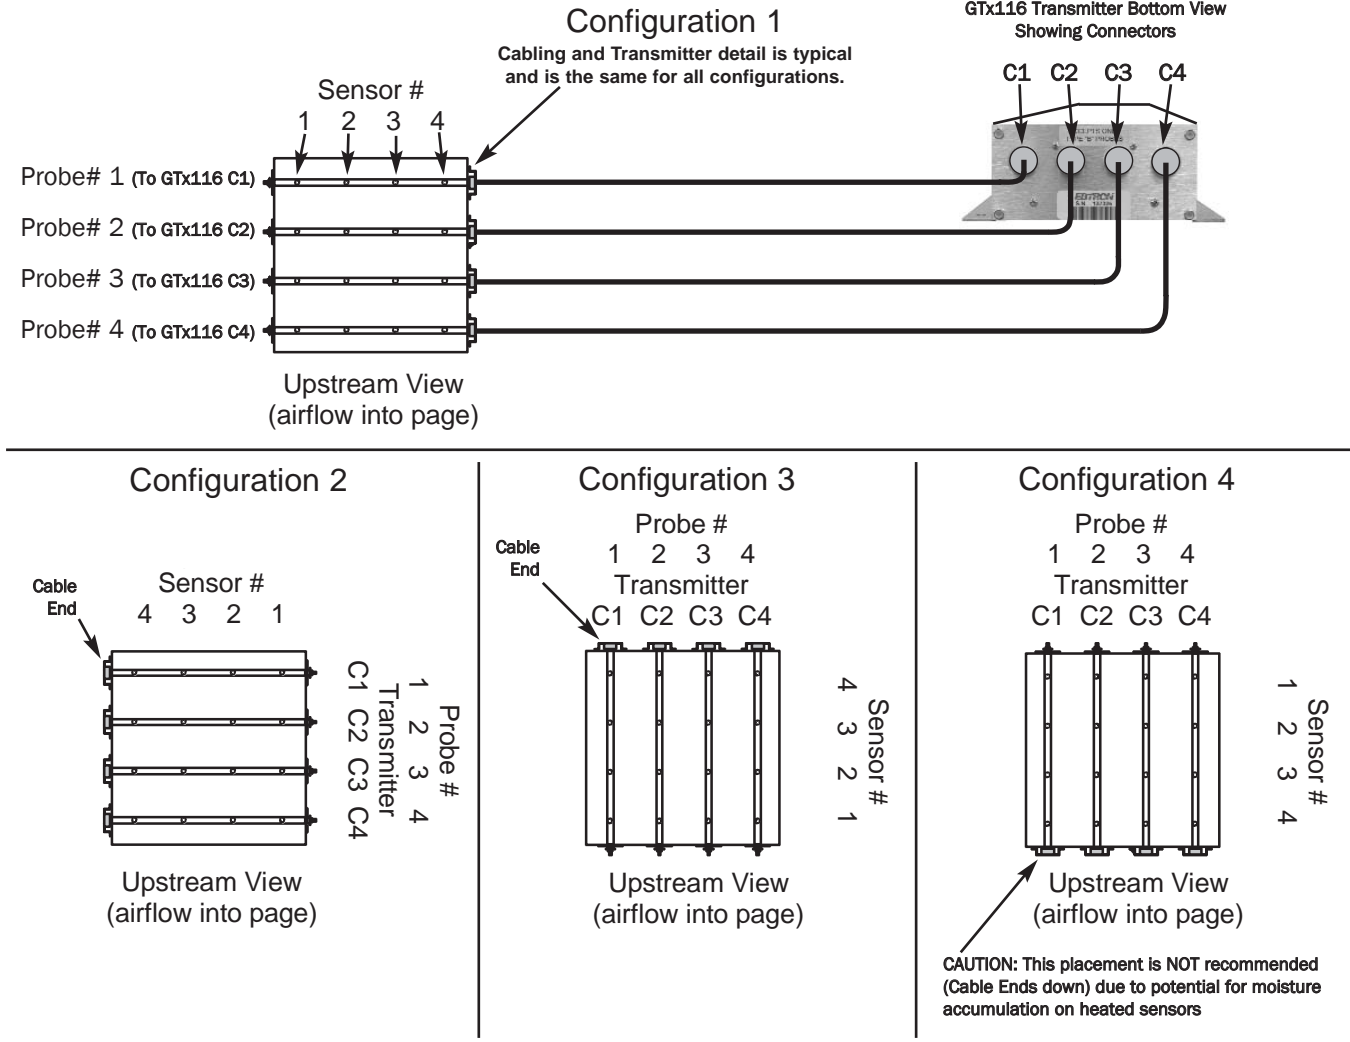 Configuration 1
Cabling and Transmitter detail is typical
and is the same for all configurations.
GTx116 Transmitter Bottom View
Showing Connectors
C1 C2 C3 C4
Sensor #
1 2 3 4
Probe# 1 (To GTx116 C1)
Probe# 2 (To GTx116 C2)
Probe# 3 (To GTx116 C3)
Probe# 4 (To GTx116 C4)
Upstream View
(airflow into page)
Configuration 2
Cable
End
Sensor #
4 3 2 1
C1 C2 C3 C4
Transmitter
1 2 3 4
Probe #
Upstream View
(airflow into page)
Configuration 3
Cable
End
Probe #
1 2 3 4
Transmitter
C1 C2 C3 C4
4 3 2 1
Sensor #
Upstream View
(airflow into page)
Configuration 4
Probe #
1 2 3 4
Transmitter
C1 C2 C3 C4
1 2 3 4
Sensor #
Upstream View
(airflow into page)
CAUTION: This placement is NOT recommended
(Cable Ends down) due to potential for moisture
accumulation on heated sensors